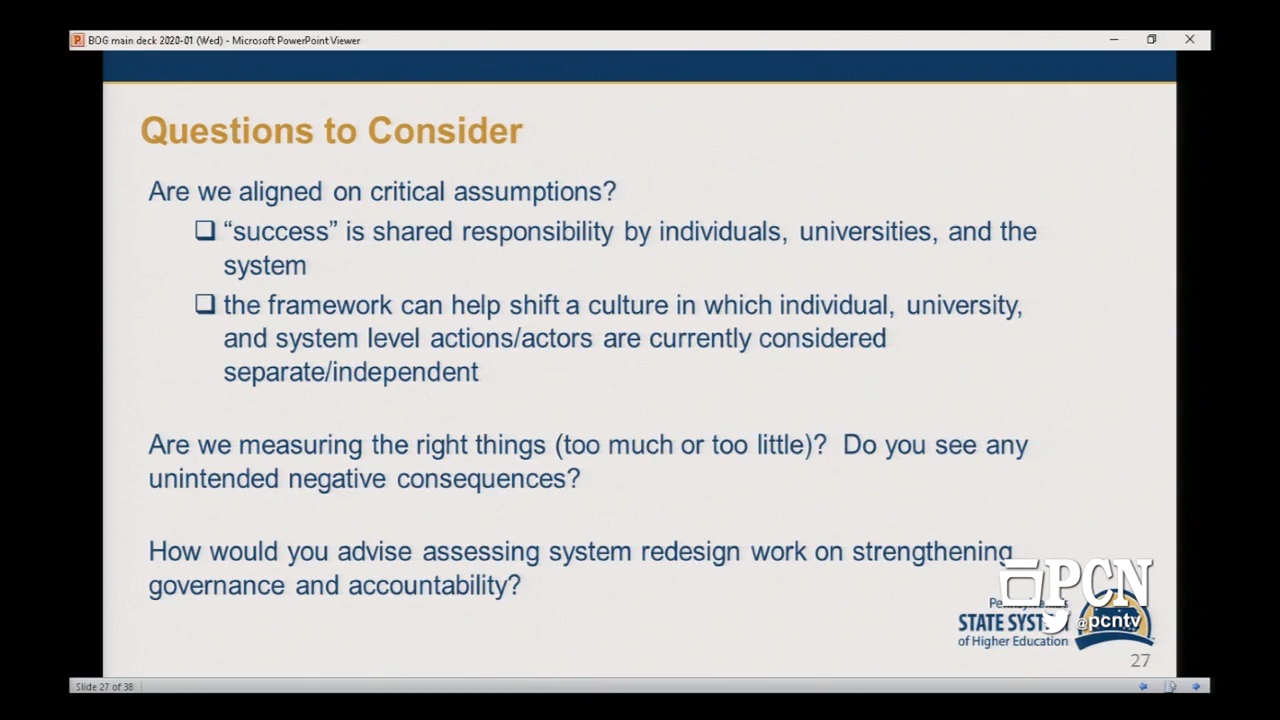 BOG main deck 2020-01 (Wed) - Microsoft PowerPoint Viewer
Questions to Consider
Are we aligned on critical assumptions?
“success” is shared responsibility by individuals, universities, and the
system
the framework can help shift a culture in which individual, university,
and system level actions/actors are currently considered
separate/independent
Are we measuring the right things (too much or too little)? Do you see any
unintended negative consequences?
How would you advise assessing system redesign work on strengthening
governance and accountability?
PCN
@pcntv
Pennsylvania's
STATE SYSTEM
of Higher Education
27
Slide 27 of 38